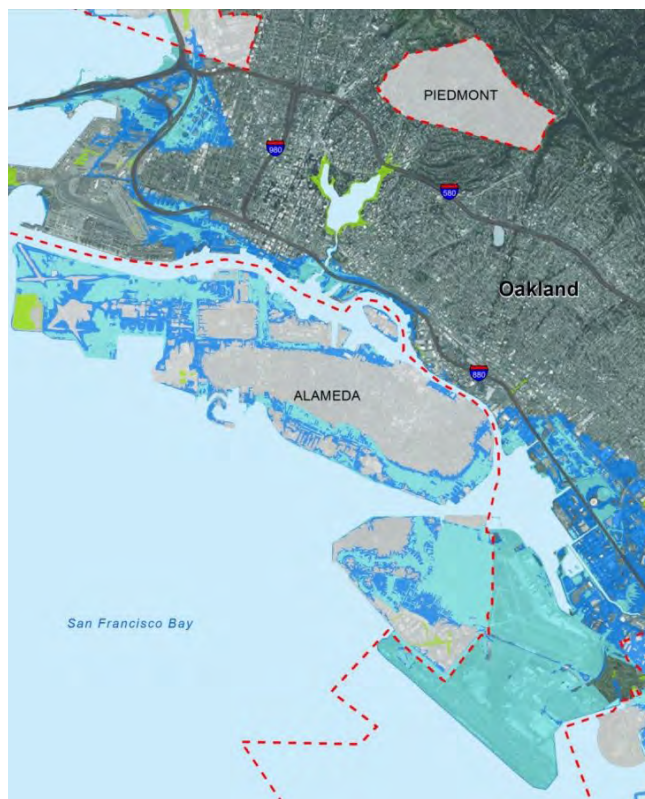 PIEDMONT
980
580
Oakland
880
ALAMEDA
San Francisco Bay